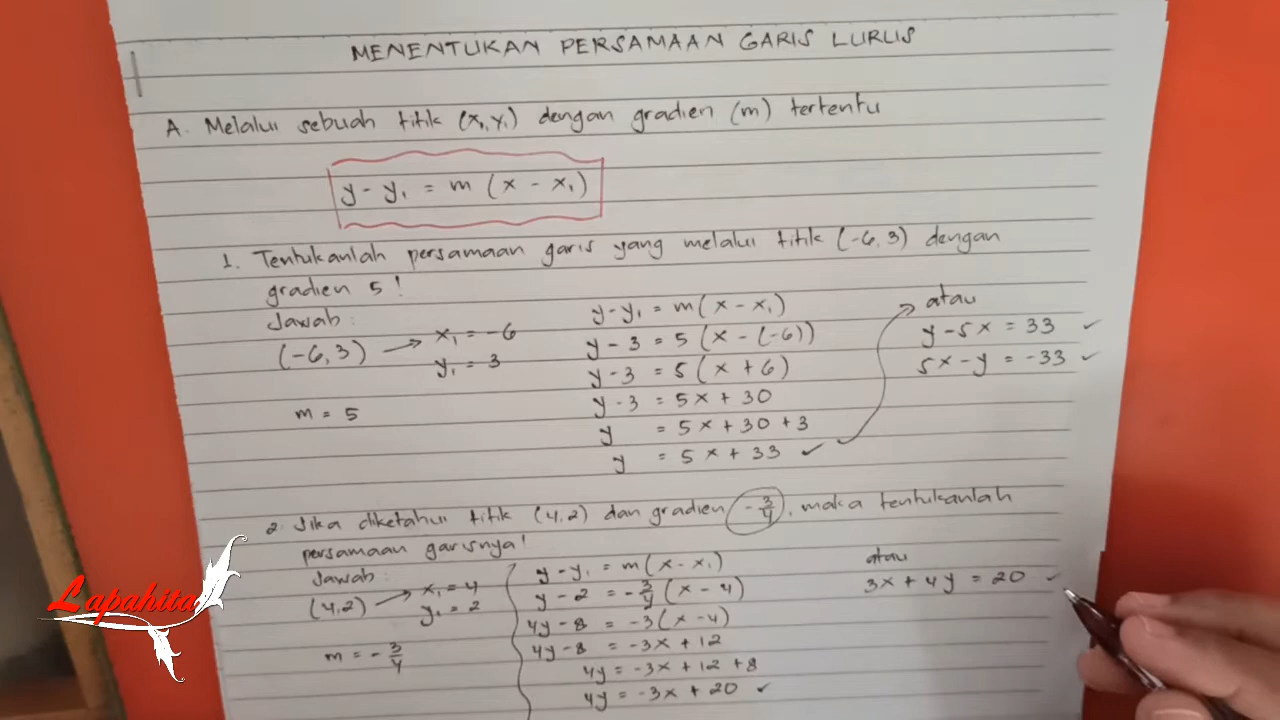 MENENTUKAN PERSAMAAN GARIS LURUS
A. Melalui sebuah titik (x₁, y₁) dengan gradien (m) tertentu
y - y₁ = m (x - x₁)
1. Tentukanlah persamaan garis yang melalui titik (-6, 3) dengan
gradien 5 !
Jawab :
(-6, 3) → x₁ = -6
y₁ = 3
m = 5
y - y₁ = m (x - x₁)
y - 3 = 5 (x - (-6))
y - 3 = 5 (x + 6)
y - 3 = 5x + 30
y = 5x + 30 + 3
y = 5x + 33 ✓
atau
y - 5x = 33 ✓
5x - y = -33 ✓
2. Jika diketahui titik (4, 2) dan gradien -3/4, maka tentukanlah
persamaan garisnya!
Jawab :
(4, 2) → x₁ = 4
y₁ = 2
m = -3/4
y - y₁ = m (x - x₁)
y - 2 = -3/4 (x - 4)
4y - 8 = -3 (x - 4)
4y - 8 = -3x + 12
4y = -3x + 12 + 8
4y = -3x + 20 ✓
atau
3x + 4y = 20 ✓
Lapahita